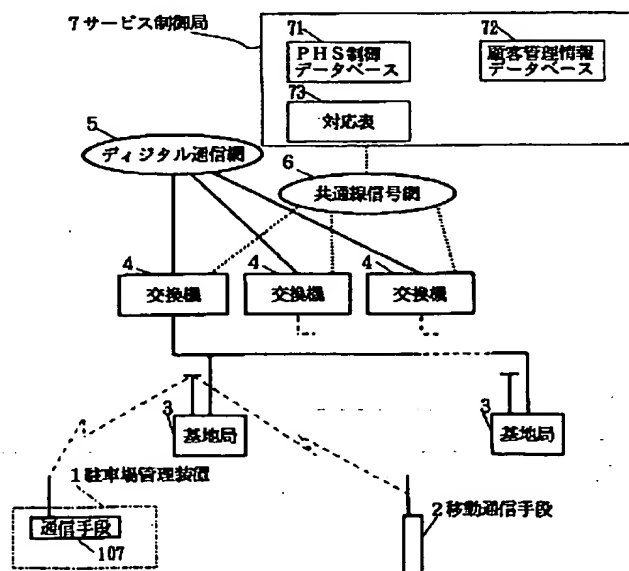 7サービス制御局
71
PHS制御
データベース
72
顧客管理情報
データベース
73
対応表
5
ディジタル通信網
6
共通線信号網
4
交換機
4
交換機
4
交換機
3
基地局
3
基地局
1駐車場管理装置
通信手段
107
2移動通信手段